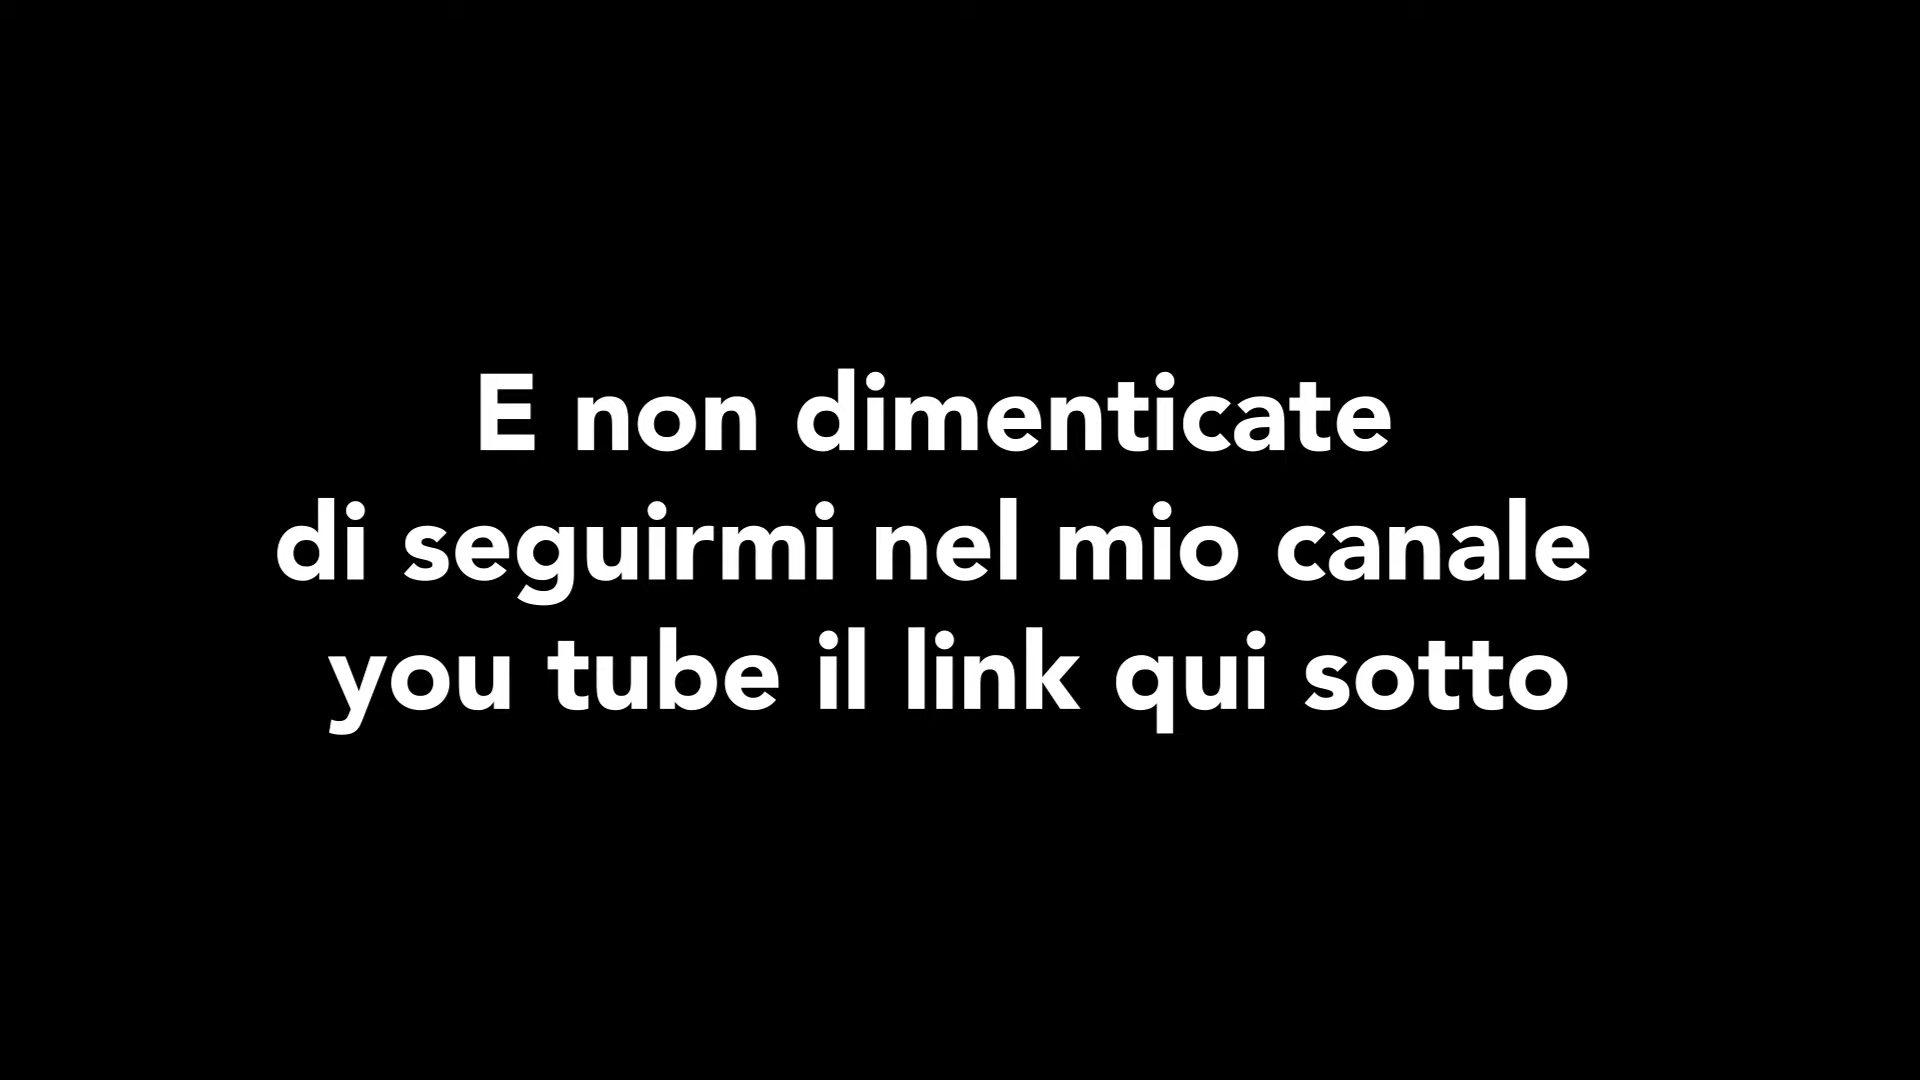 E non dimenticate
di seguirmi nel mio canale
you tube il link qui sotto